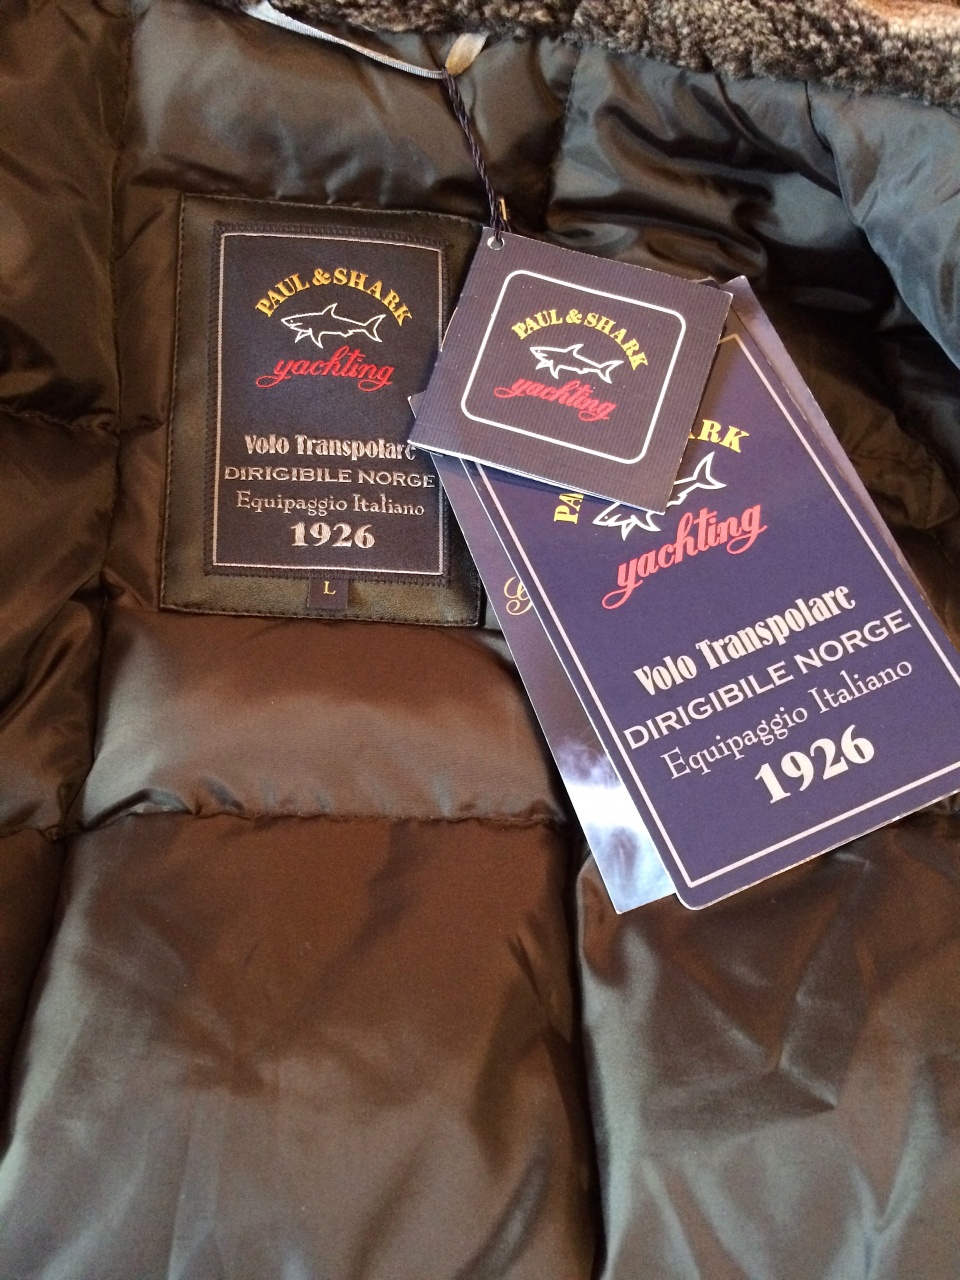 PAUL & SHARK
yachting
Volo Transpolare
DIRIGIBILE NORGE
Equipaggio Italiano
1926
L
PAUL & SHARK
yachting
PA ARK
yachting
Volo Transpolare
DIRIGIBILE NORGE
Equipaggio Italiano
1926
G